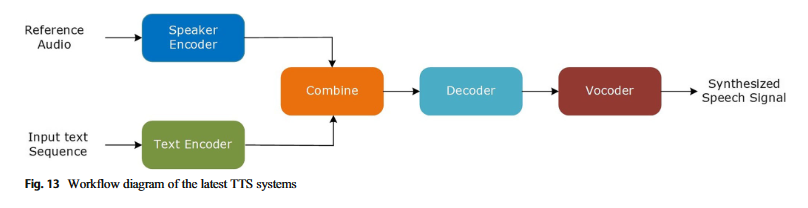 Reference
Audio
Speaker
Encoder
Combine
Decoder
Vocoder
Synthesized
Speech Signal
Input text
Sequence
Text Encoder
Fig. 13 Workflow diagram of the latest TTS systems